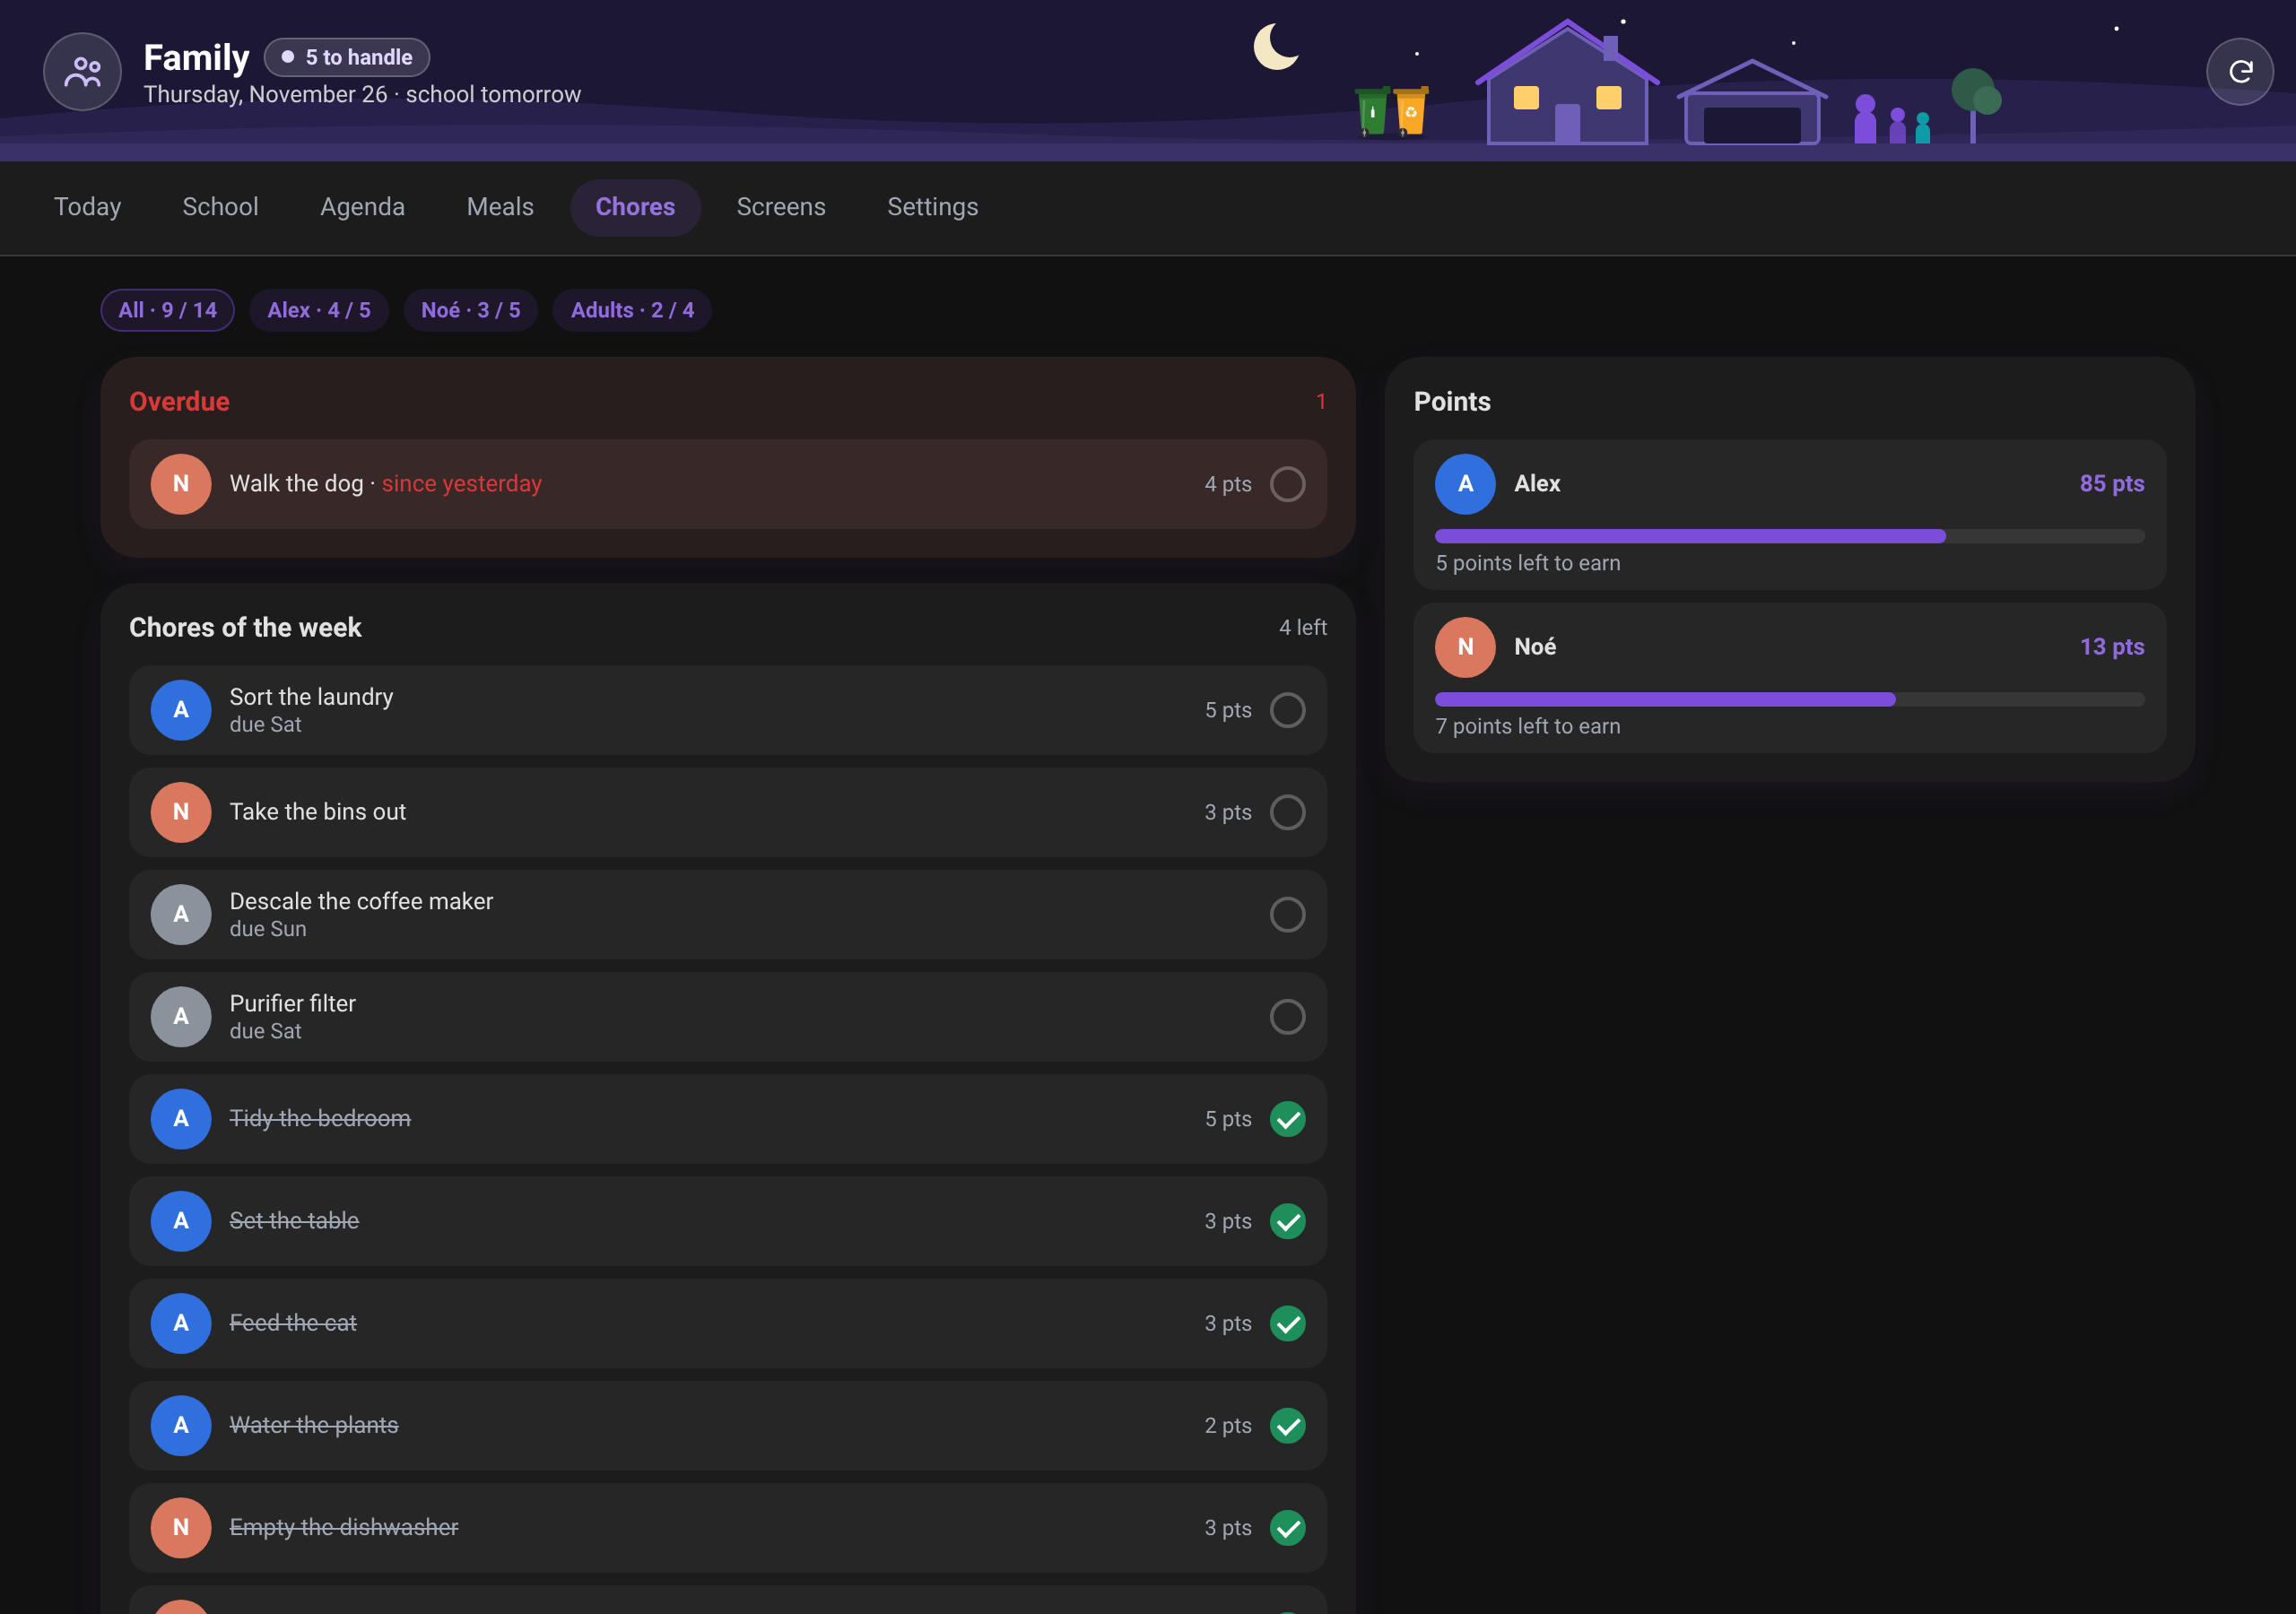 Family
5 to handle
Thursday, November 26 · school tomorrow
Today
School
Agenda
Meals
Chores
Screens
Settings
All · 9 / 14
Alex · 4 / 5
Noé · 3 / 5
Adults · 2 / 4
Overdue
1
N
Walk the dog · since yesterday
4 pts
Chores of the week
4 left
A
Sort the laundry
due Sat
5 pts
N
Take the bins out
3 pts
A
Descale the coffee maker
due Sun
A
Purifier filter
due Sat
A
Tidy the bedroom
5 pts
A
Set the table
3 pts
A
Feed the cat
3 pts
A
Water the plants
2 pts
N
Empty the dishwasher
3 pts
Points
A
Alex
85 pts
5 points left to earn
N
Noé
13 pts
7 points left to earn